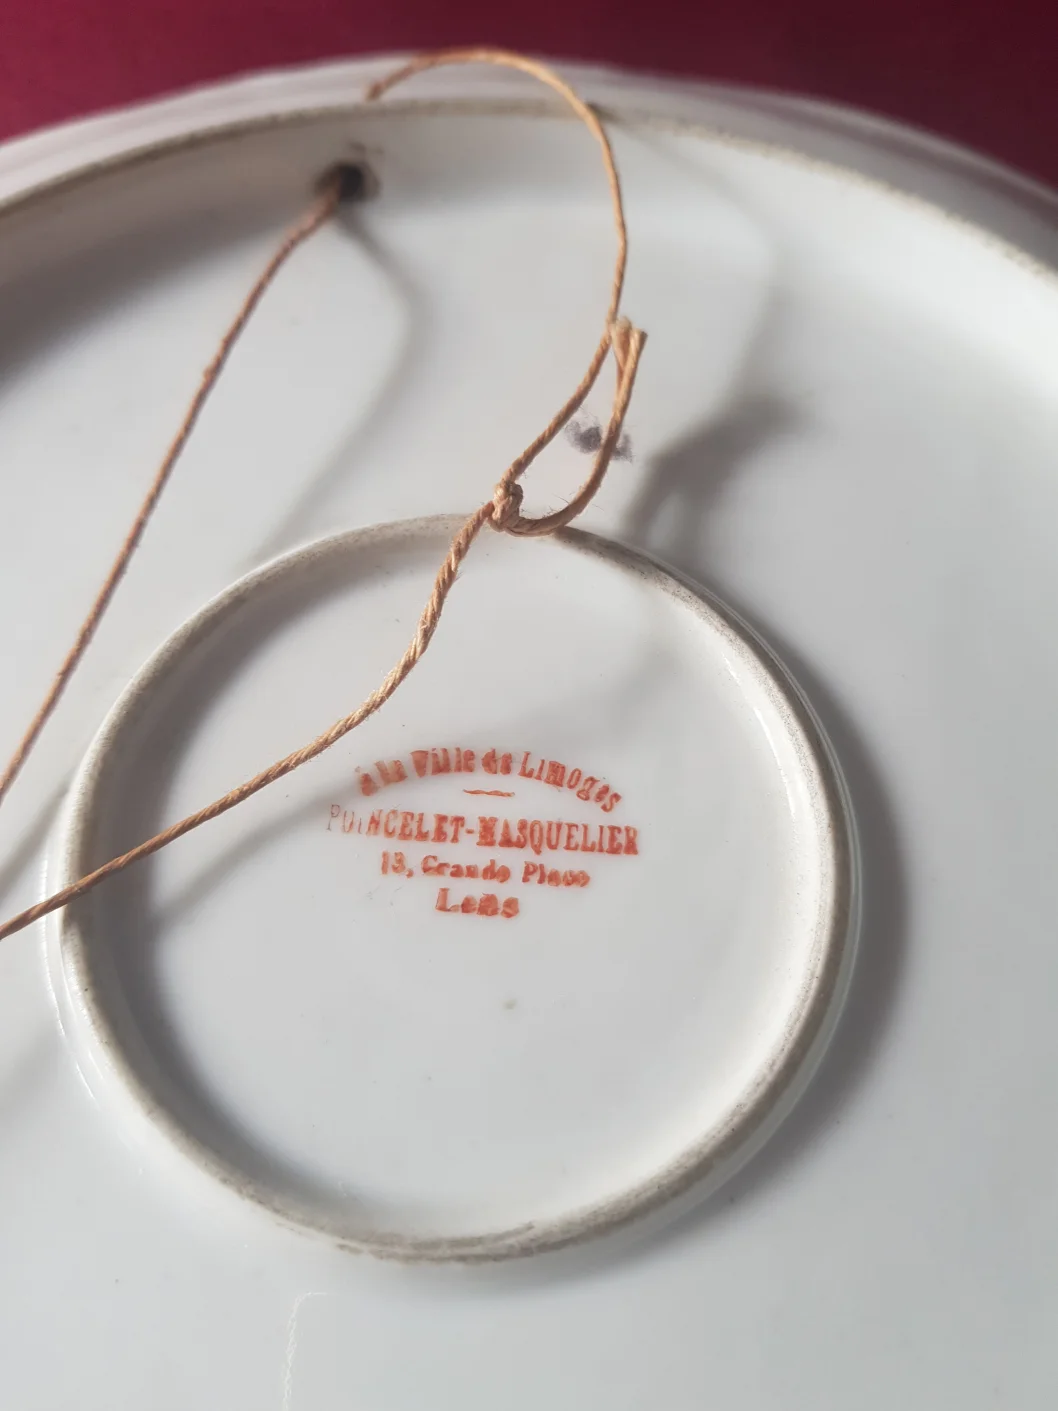 à la Ville de Limoges
POINCELET-MASQUELIER
13, Grande Place
Lens